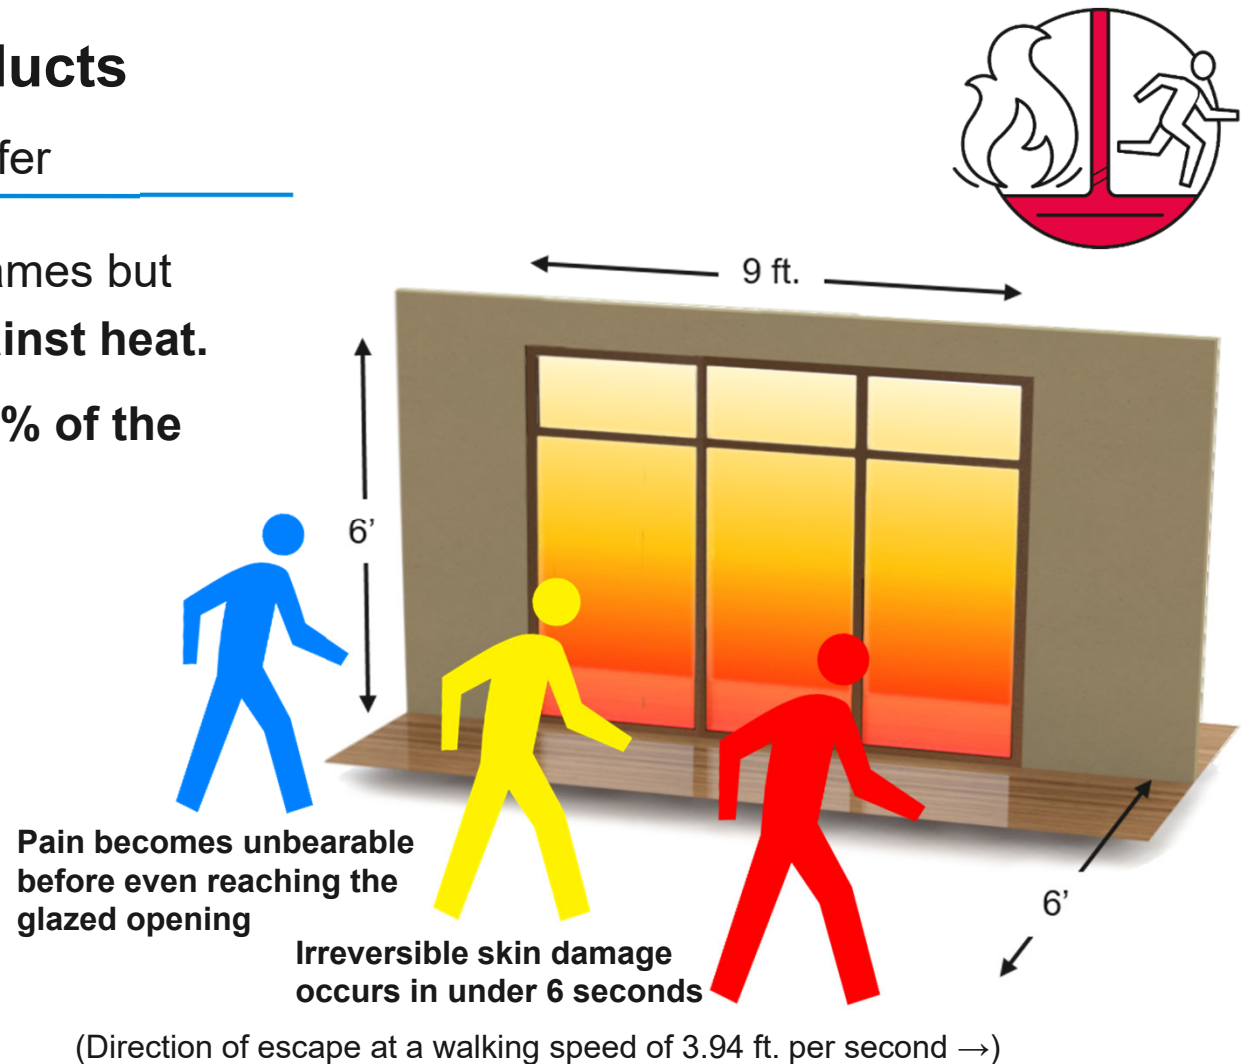 ducts
fer
ames but
inst heat.
% of the
9 ft.
6’
Pain becomes unbearable
before even reaching the
glazed opening
6’
Irreversible skin damage
occurs in under 6 seconds
(Direction of escape at a walking speed of 3.94 ft. per second →)